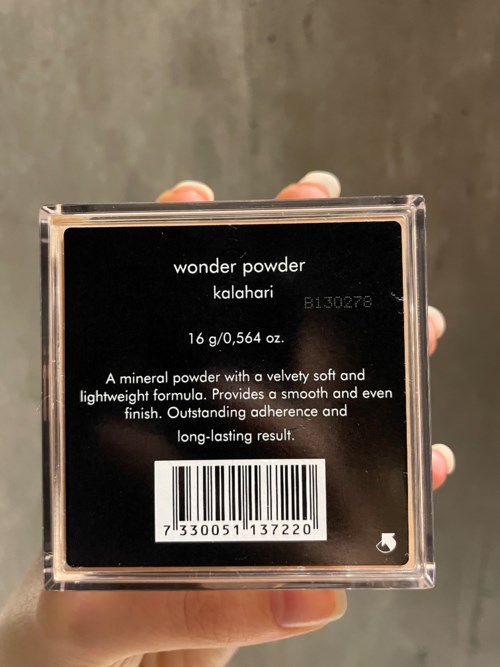 wonder powder
kalahari
B130278
16 g/0,564 oz.
A mineral powder with a velvety soft and
lightweight formula. Provides a smooth and even
finish. Outstanding adherence and
long-lasting result.
7 330051 137220